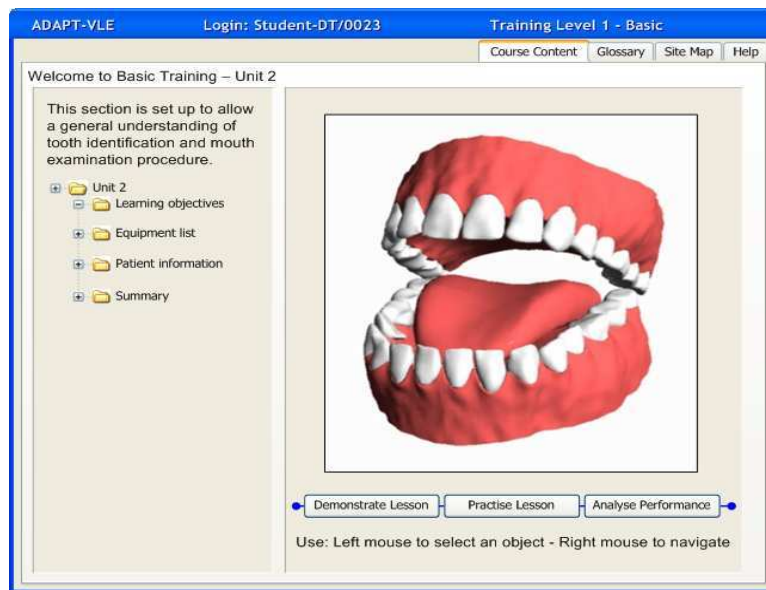 ADAPT-VLE Login: Student-DT/0023 Training Level 1 - Basic
Course Content Glossary Site Map Help
Welcome to Basic Training – Unit 2
This section is set up to allow
a general understanding of
tooth identification and mouth
examination procedure.
Unit 2
Learning objectives
Equipment list
Patient information
Summary
Demonstrate Lesson Practise Lesson Analyse Performance
Use: Left mouse to select an object - Right mouse to navigate